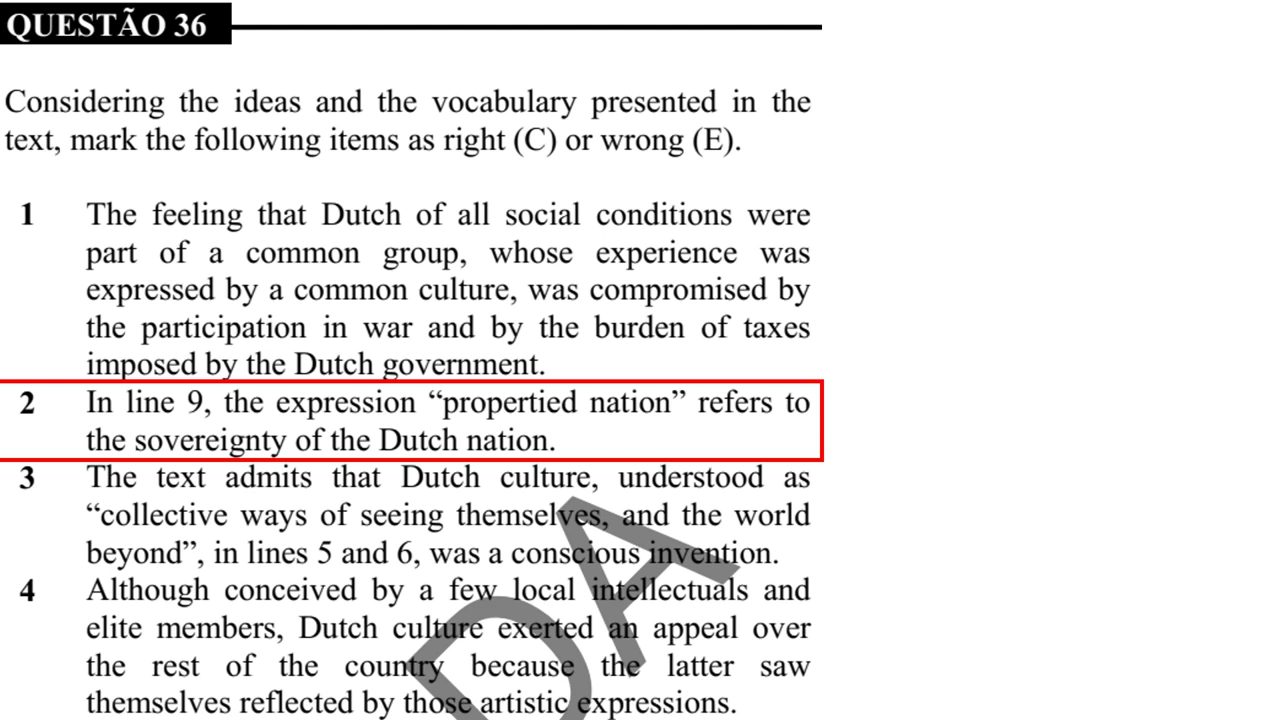 QUESTÃO 36
Considering the ideas and the vocabulary presented in the
text, mark the following items as right (C) or wrong (E).
1 The feeling that Dutch of all social conditions were
part of a common group, whose experience was
expressed by a common culture, was compromised by
the participation in war and by the burden of taxes
imposed by the Dutch government.
2 In line 9, the expression “propertied nation” refers to
the sovereignty of the Dutch nation.
3 The text admits that Dutch culture, understood as
“collective ways of seeing themselves, and the world
beyond”, in lines 5 and 6, was a conscious invention.
4 Although conceived by a few local intellectuals and
elite members, Dutch culture exerted an appeal over
the rest of the country because the latter saw
themselves reflected by those artistic expressions.
DA